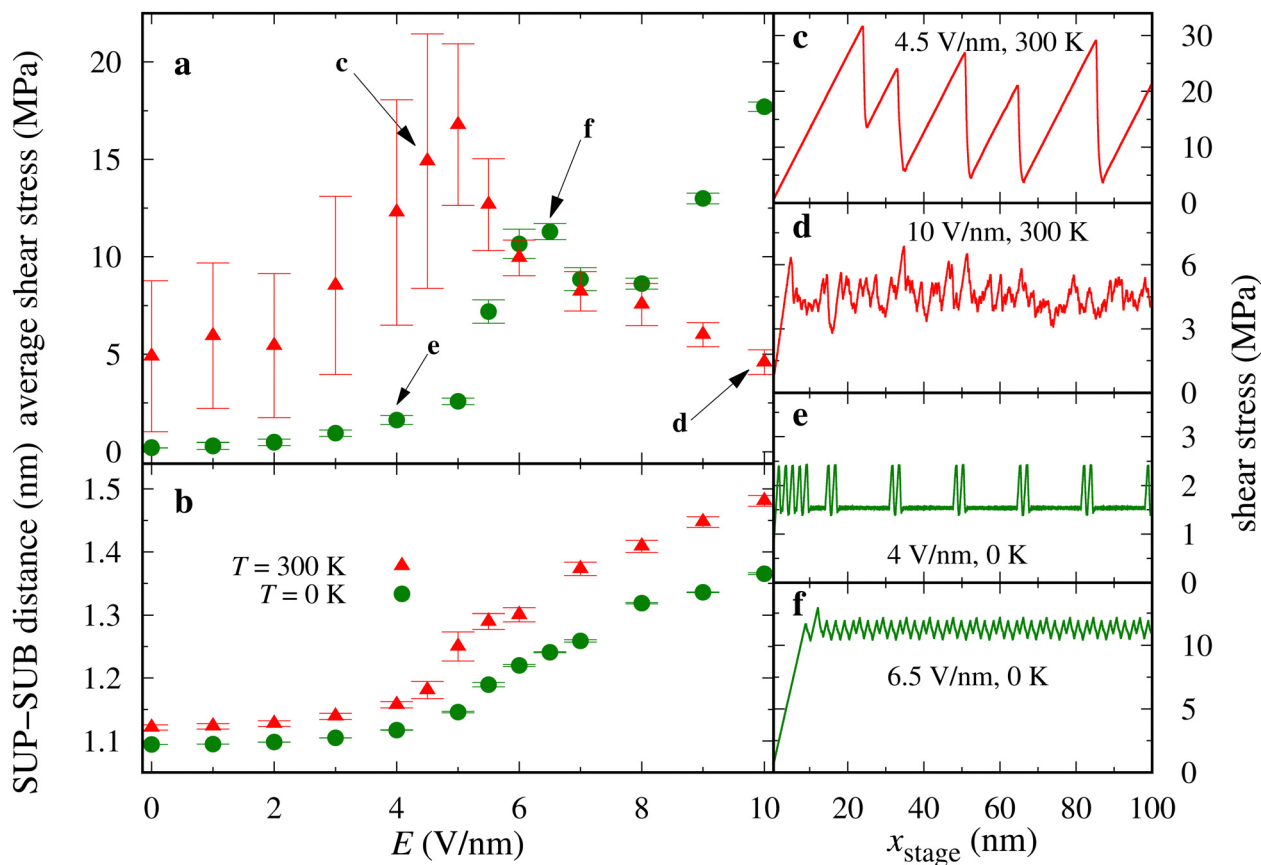 a
average shear stress (MPa)
20
15
10
5
0
c
f
e
d
b
SUP−SUB distance (nm)
1.5
1.4
1.3
1.2
1.1
T = 300 K
T = 0 K
0 2 4 6 8 10
E (V/nm)
c
4.5 V/nm, 300 K
30
20
10
0
d
10 V/nm, 300 K
6
3
0
e
4 V/nm, 0 K
3
2
1
0
f
6.5 V/nm, 0 K
10
5
0
shear stress (MPa)
20 40 60 80 100
xstage (nm)